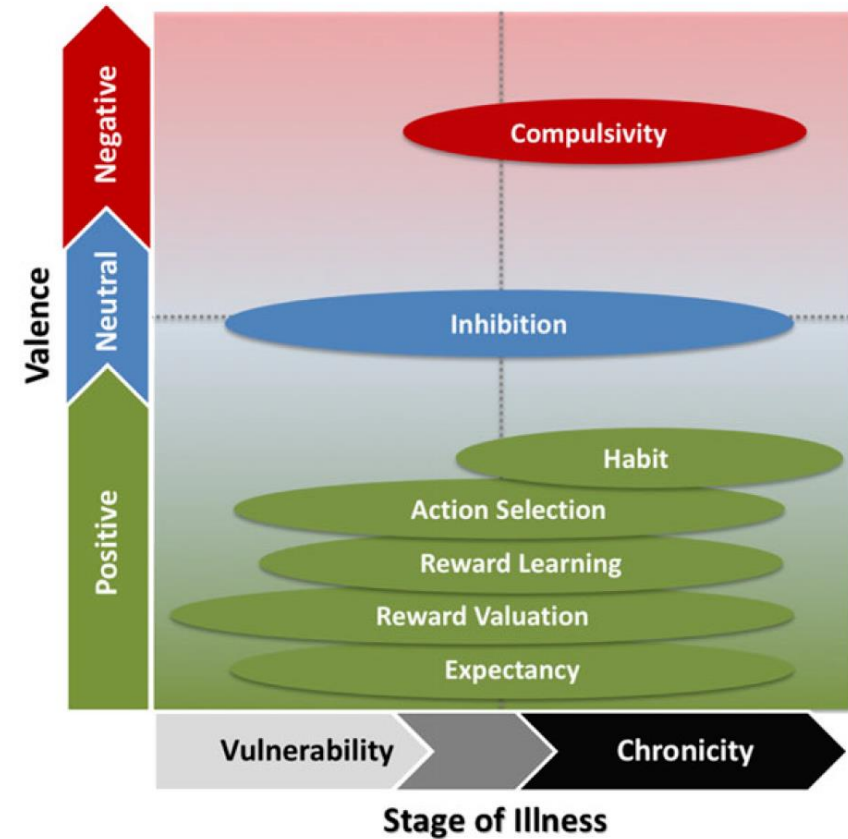 Valence
Negative
Neutral
Positive
Compulsivity
Inhibition
Habit
Action Selection
Reward Learning
Reward Valuation
Expectancy
Vulnerability
Chronicity
Stage of Illness